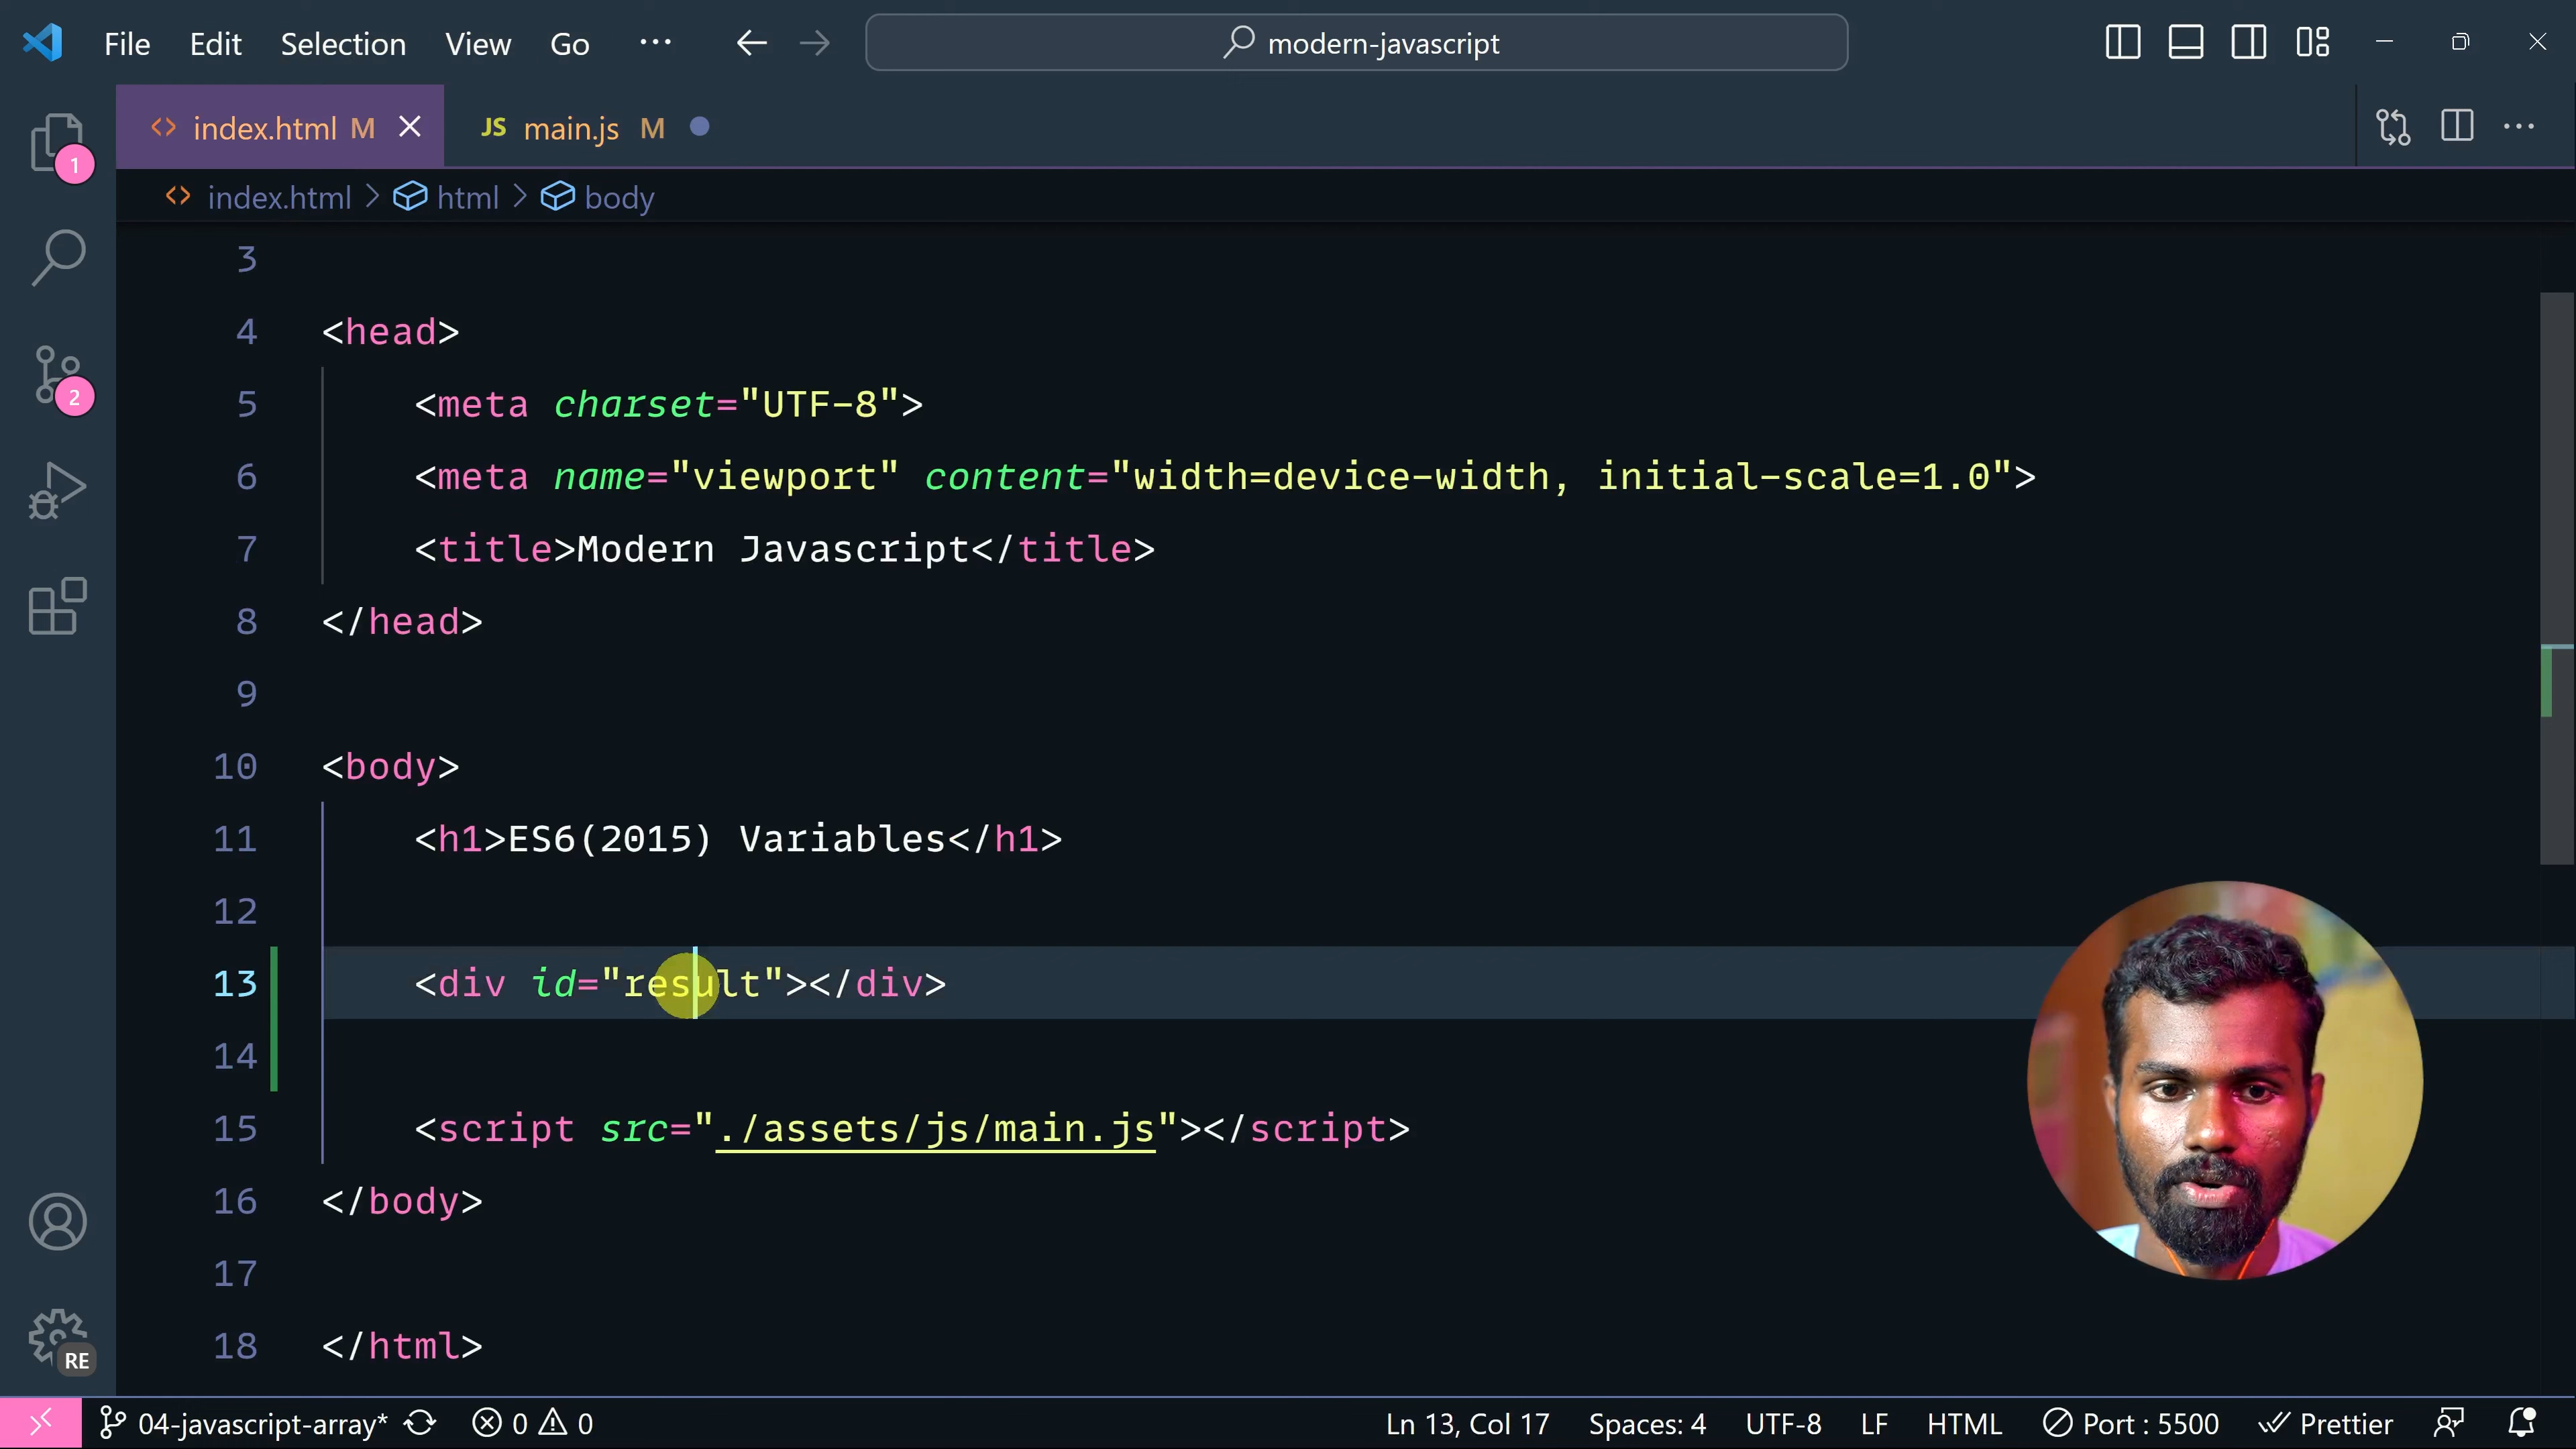 File Edit Selection View Go ··· modern-javascript
index.html M JS main.js M
index.html > html > body
1
2
3
4 <head>
5 <meta charset="UTF-8">
6 <meta name="viewport" content="width=device-width, initial-scale=1.0">
7 <title>Modern Javascript</title>
8 </head>
9
10 <body>
11 <h1>ES6(2015) Variables</h1>
12
13 <div id="result"></div>
14
15 <script src="./assets/js/main.js"></script>
16 </body>
17
18 </html>
RE
04-javascript-array* 0 0 Ln 13, Col 17 Spaces: 4 UTF-8 LF HTML Port : 5500 Prettier